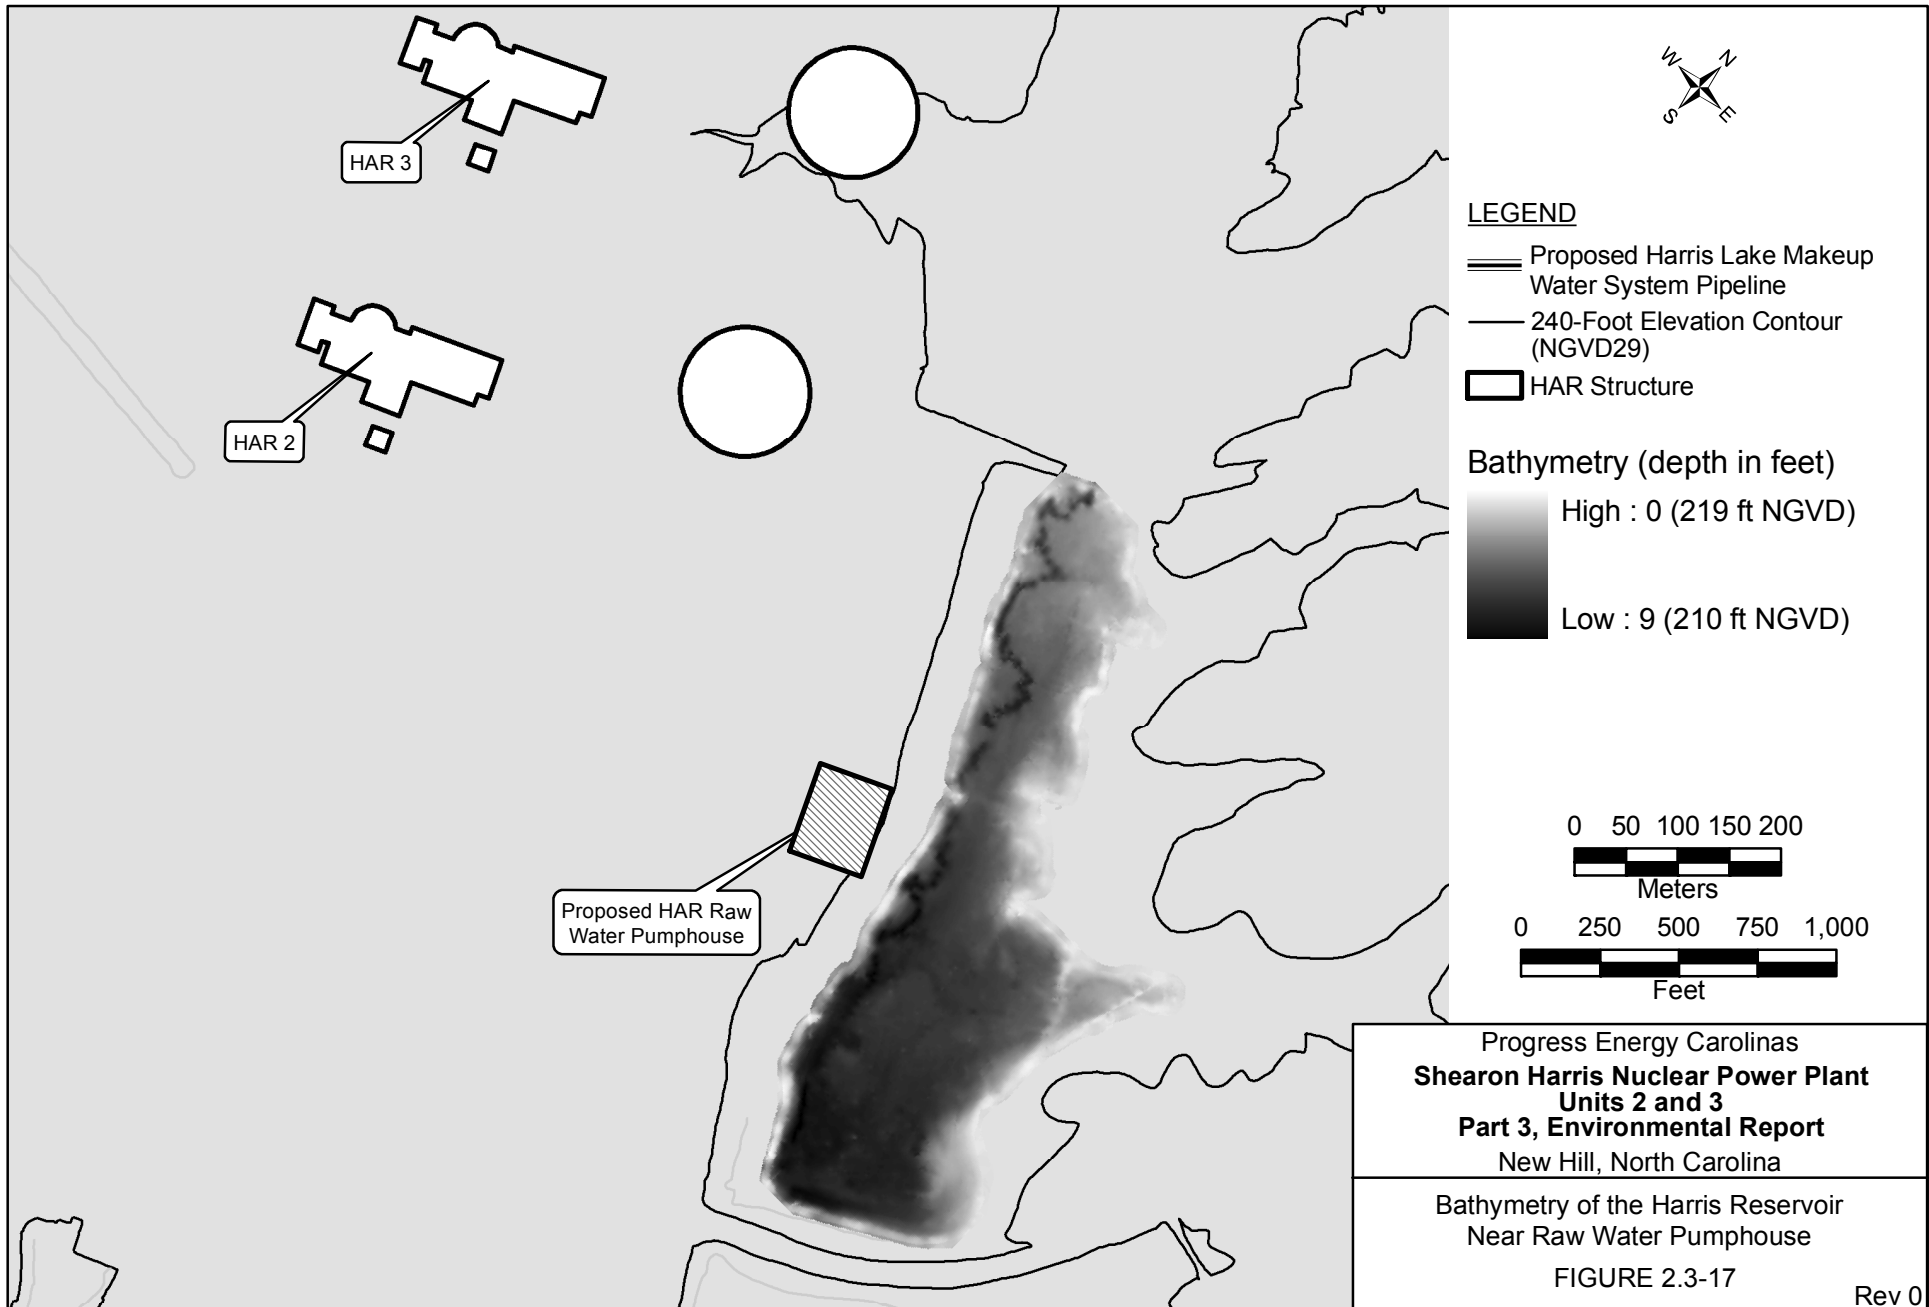 HAR 3
HAR 2
Proposed HAR Raw
Water Pumphouse
W
N
S
E
LEGEND
Proposed Harris Lake Makeup
Water System Pipeline
240-Foot Elevation Contour
(NGVD29)
HAR Structure
Bathymetry (depth in feet)
High : 0 (219 ft NGVD)
Low : 9 (210 ft NGVD)
0 50 100 150 200
Meters
0 250 500 750 1,000
Feet
Progress Energy Carolinas
Shearon Harris Nuclear Power Plant
Units 2 and 3
Part 3, Environmental Report
New Hill, North Carolina
Bathymetry of the Harris Reservoir
Near Raw Water Pumphouse
FIGURE 2.3-17
Rev 0